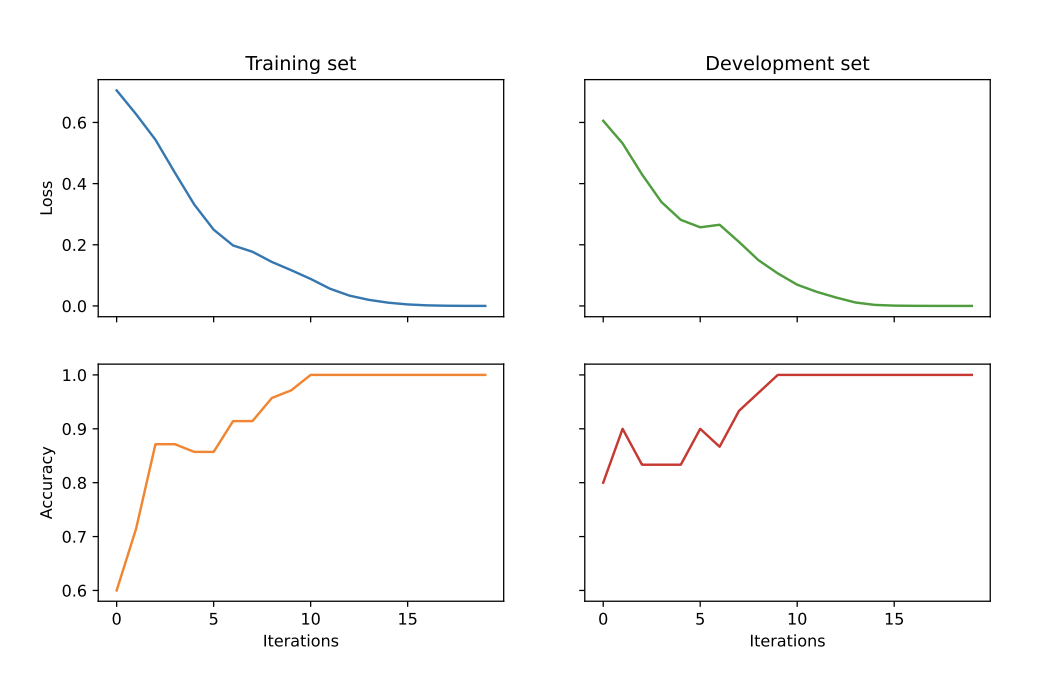 Training set
Development set
Loss
0.6
0.4
0.2
0.0
Accuracy
1.0
0.9
0.8
0.7
0.6
0 5 10 15
Iterations
0 5 10 15
Iterations